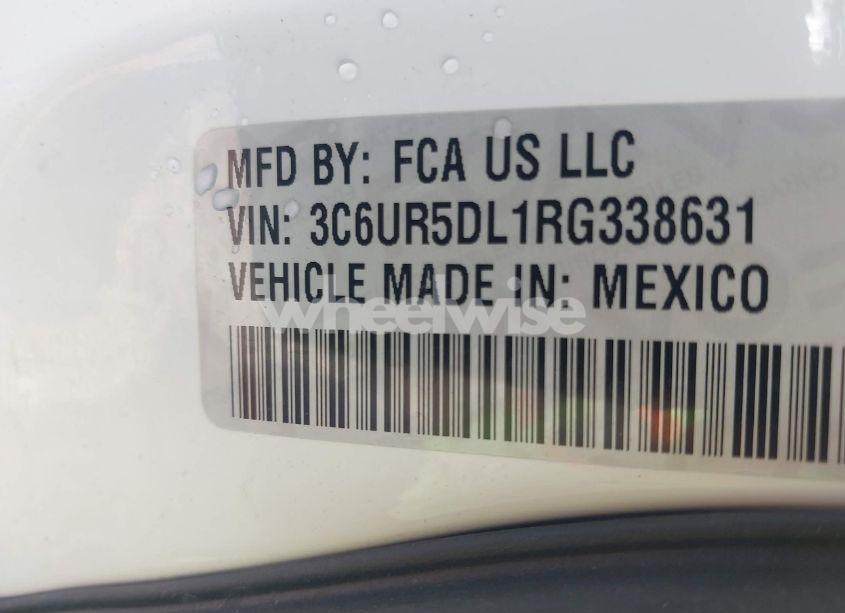 MFD BY: FCA US LLC
VIN: 3C6UR5DL1RG338631
VEHICLE MADE IN: MEXICO
wheelwise